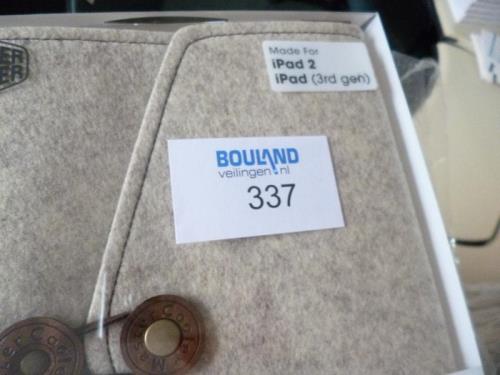 Made For
iPad 2
iPad (3rd gen)
BOULAND
veilingen.nl
337